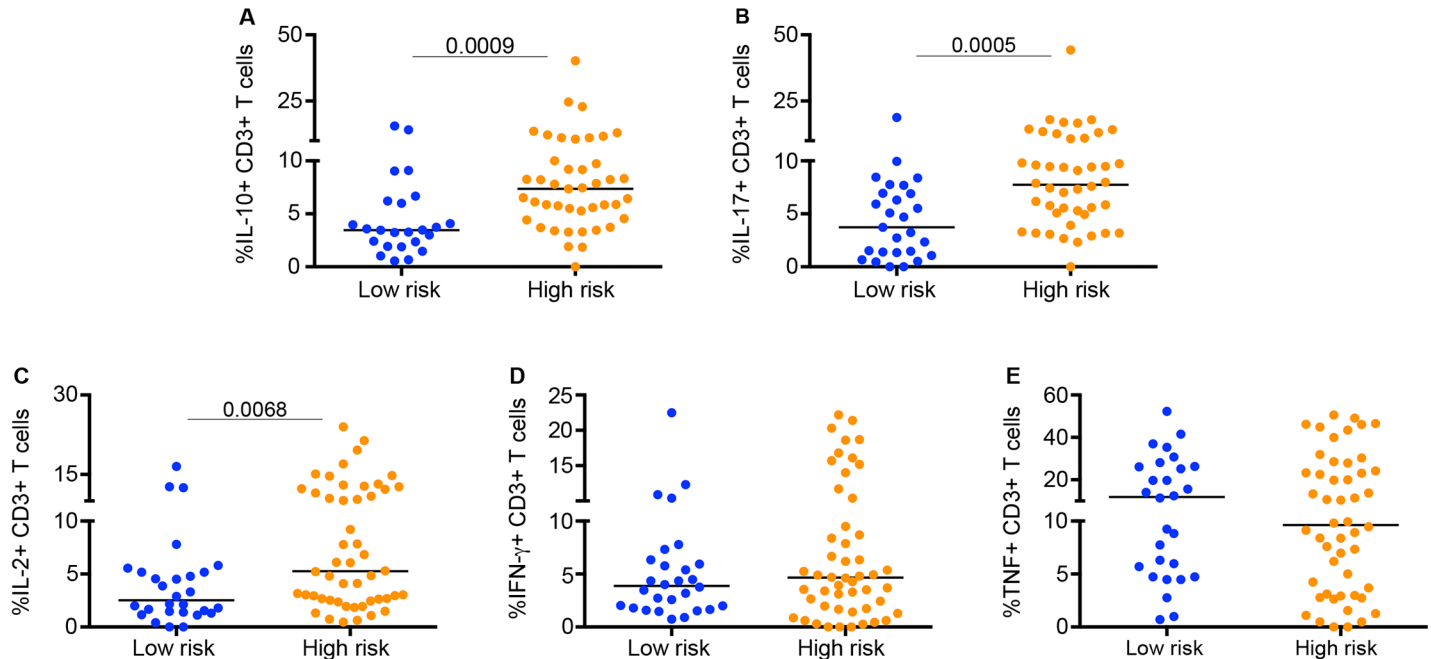 A
%IL-10+ CD3+ T cells
50
25
10
5
0
0.0009
Low risk
High risk
B
%IL-17+ CD3+ T cells
50
25
10
5
0
0.0005
Low risk
High risk
C
%IL-2+ CD3+ T cells
30
15
10
5
0
0.0068
Low risk
High risk
D
%IFN-γ+ CD3+ T cells
25
20
15
10
5
0
Low risk
High risk
E
%TNF+ CD3+ T cells
60
40
20
10
5
0
Low risk
High risk